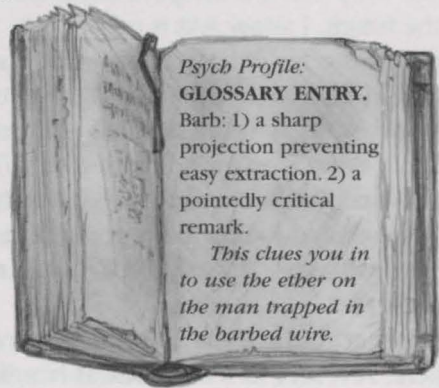 Psych Profile:
GLOSSARY ENTRY.
Barb: 1) a sharp
projection preventing
easy extraction. 2) a
pointedly critical
remark.
This clues you in
to use the ether on
the man trapped in
the barbed wire.